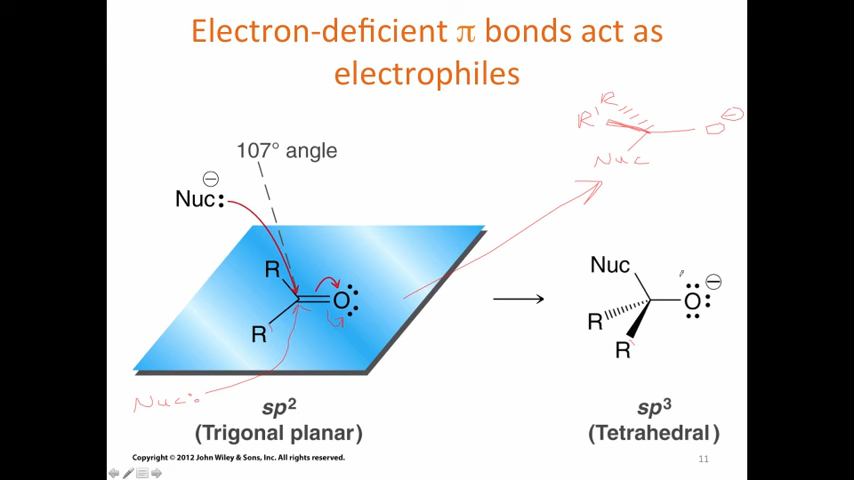 Electron-deficient π bonds act as
electrophiles
R
R'
O ⊖
Nuc
107° angle
⊖
Nuc:
R
O
R'
Nuc:
Nuc
R
R'
O ⊖
sp²
(Trigonal planar)
sp³
(Tetrahedral)
Copyright © 2012 John Wiley & Sons, Inc. All rights reserved.
11